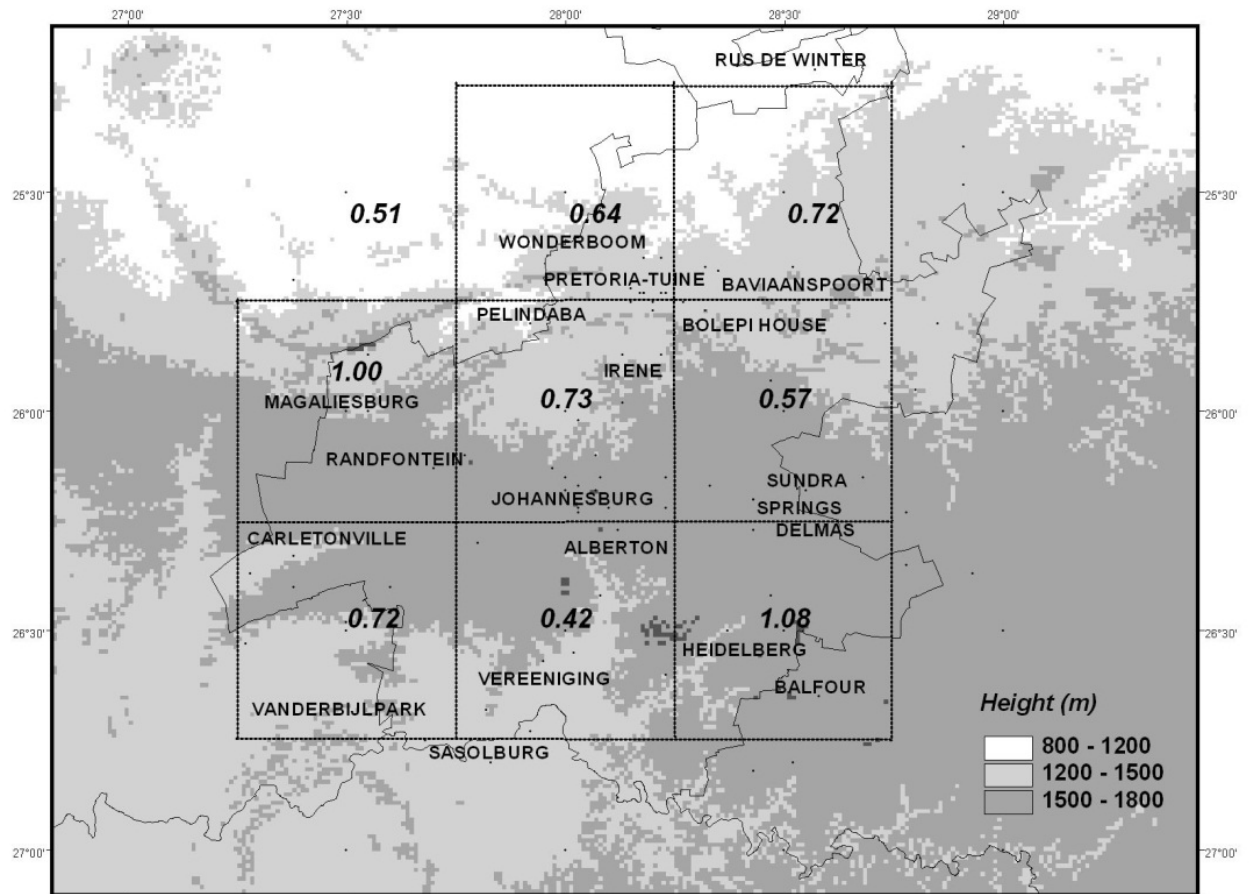 27°00' 27°30' 28°00' 28°30' 29°00'
RUS DE WINTER
25°30' 25°30'
0.51 0.64 0.72
WONDERBOOM
PRETORIA-TUINE BAVIAANSPOORT
PELINDABA BOLEPI HOUSE
1.00 IRENE
MAGALIESBURG 0.73 0.57
26°00' 26°00'
RANDFONTEIN
SUNDRA
JOHANNESBURG SPRINGS
CARLETONVILLE ALBERTON DELMAS
0.72 0.42 1.08
26°30' 26°30'
HEIDELBERG
VEREENIGING BALFOUR
VANDERBIJLPARK
SASOLBURG
Height (m)
800 - 1200
1200 - 1500
1500 - 1800
27°00' 27°00'